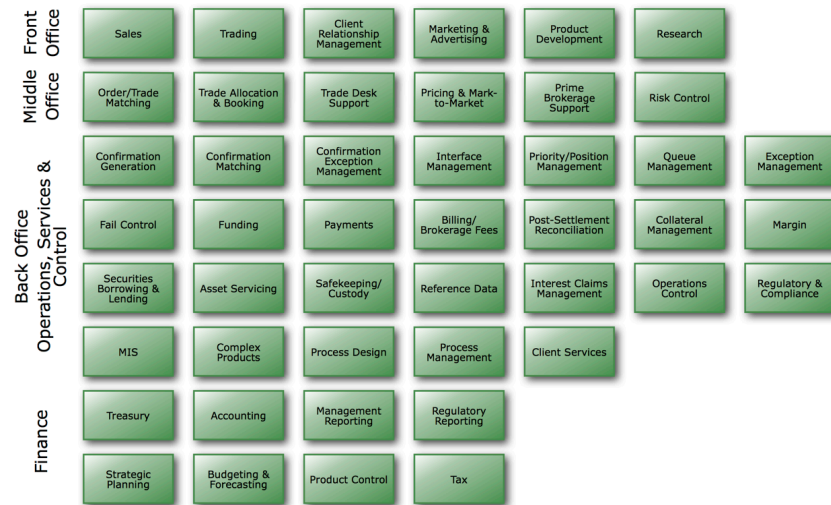 Front
Office
Sales
Trading
Client
Relationship
Management
Marketing &
Advertising
Product
Development
Research
Middle
Office
Order/Trade
Matching
Trade Allocation
& Booking
Trade Desk
Support
Pricing & Mark-
to-Market
Prime
Brokerage
Support
Risk Control
Back Office
Operations, Services &
Control
Confirmation
Generation
Confirmation
Matching
Confirmation
Exception
Management
Interface
Management
Priority/Position
Management
Queue
Management
Exception
Management
Fail Control
Funding
Payments
Billing/
Brokerage Fees
Post-Settlement
Reconciliation
Collateral
Management
Margin
Securities
Borrowing &
Lending
Asset Servicing
Safekeeping/
Custody
Reference Data
Interest Claims
Management
Operations
Control
Regulatory &
Compliance
MIS
Complex
Products
Process Design
Process
Management
Client Services
Finance
Treasury
Accounting
Management
Reporting
Regulatory
Reporting
Strategic
Planning
Budgeting &
Forecasting
Product Control
Tax